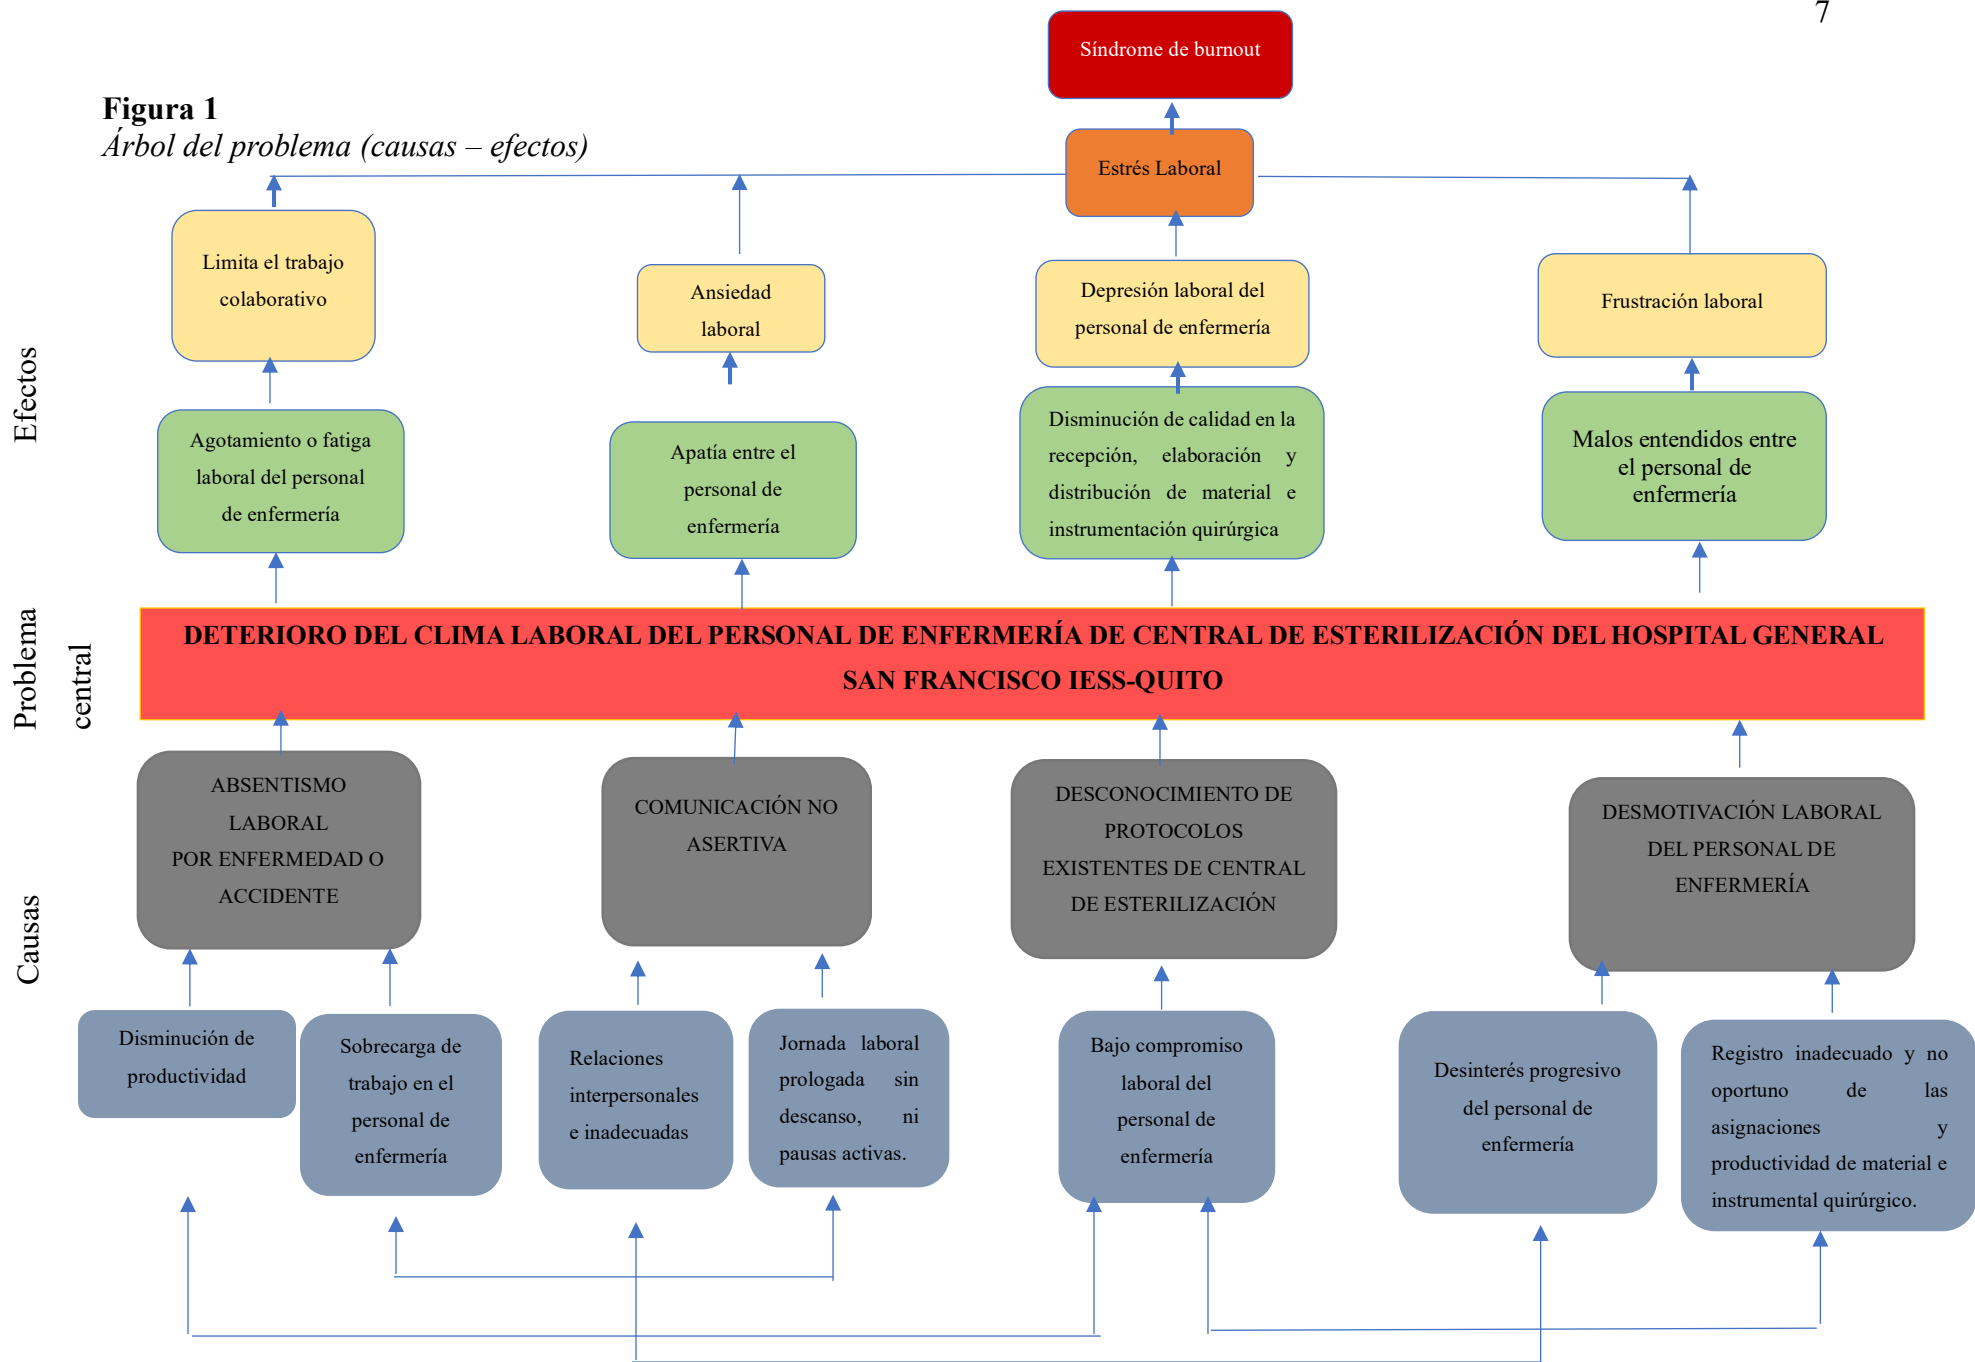 7
Síndrome de burnout
Figura 1
Árbol del problema (causas – efectos)
Estrés Laboral
Limita el trabajo
colaborativo
Ansiedad
laboral
Depresión laboral del
personal de enfermería
Frustración laboral
Efectos
Agotamiento o fatiga
laboral del personal
de enfermería
Apatía entre el
personal de
enfermería
Disminución de calidad en la
recepción, elaboración y
distribución de material e
instrumentación quirúrgica
Malos entendidos entre
el personal de
enfermería
Problema
central
DETERIORO DEL CLIMA LABORAL DEL PERSONAL DE ENFERMERÍA DE CENTRAL DE ESTERILIZACIÓN DEL HOSPITAL GENERAL
SAN FRANCISCO IESS-QUITO
Causas
ABSENTISMO
LABORAL
POR ENFERMEDAD O
ACCIDENTE
COMUNICACIÓN NO
ASERTIVA
DESCONOCIMIENTO DE
PROTOCOLOS
EXISTENTES DE CENTRAL
DE ESTERILIZACIÓN
DESMOTIVACIÓN LABORAL
DEL PERSONAL DE
ENFERMERÍA
Disminución de
productividad
Sobrecarga de
trabajo en el
personal de
enfermería
Relaciones
interpersonales
e inadecuadas
Jornada laboral
prologada sin
descanso, ni
pausas activas.
Bajo compromiso
laboral del
personal de
enfermería
Desinterés progresivo
del personal de
enfermería
Registro inadecuado y no
oportuno de las
asignaciones y
productividad de material e
instrumental quirúrgico.